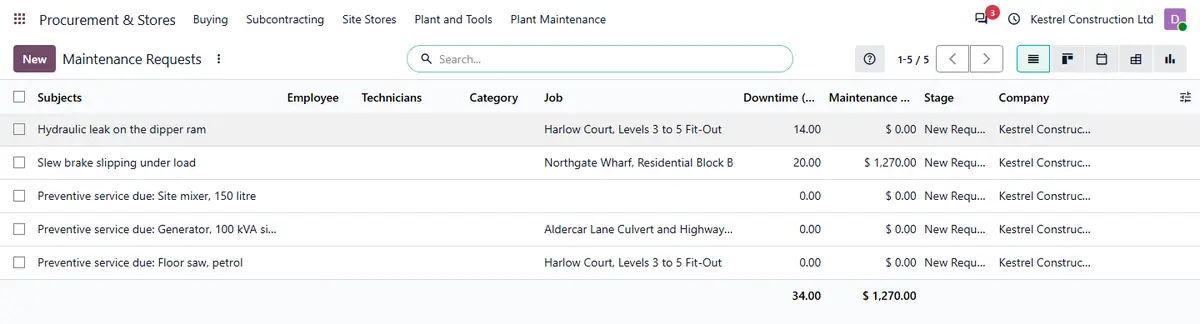 Procurement & Stores Buying Subcontracting Site Stores Plant and Tools Plant Maintenance 3 Kestrel Construction Ltd D
New Maintenance Requests Search... 1-5 / 5
Subjects Employee Technicians Category Job Downtime (... Maintenance ... Stage Company
Hydraulic leak on the dipper ram Harlow Court, Levels 3 to 5 Fit-Out 14.00 $ 0.00 New Requ... Kestrel Construc...
Slew brake slipping under load Northgate Wharf, Residential Block B 20.00 $ 1,270.00 New Requ... Kestrel Construc...
Preventive service due: Site mixer, 150 litre 0.00 $ 0.00 New Requ... Kestrel Construc...
Preventive service due: Generator, 100 kVA si... Aldercar Lane Culvert and Highway... 0.00 $ 0.00 New Requ... Kestrel Construc...
Preventive service due: Floor saw, petrol Harlow Court, Levels 3 to 5 Fit-Out 0.00 $ 0.00 New Requ... Kestrel Construc...
34.00 $ 1,270.00